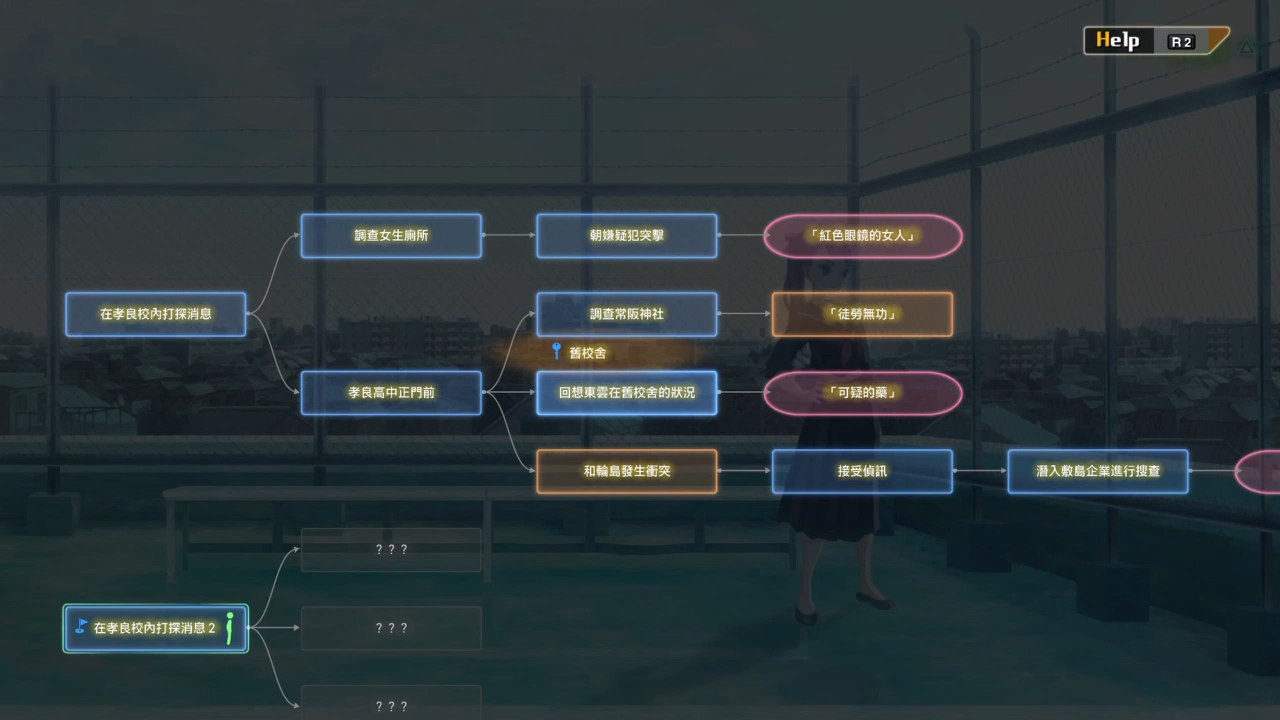 Help R2
調查女生廁所
朝嫌疑犯突擊
「紅色眼鏡的女人」
在孝良校內打探消息
調查常阪神社
「徒勞無功」
舊校舍
孝良高中正門前
回想東雲在舊校舍的狀況
「可疑的藥」
和輪島發生衝突
接受偵訊
潛入敷島企業進行搜查
???
在孝良校內打探消息2
???
???